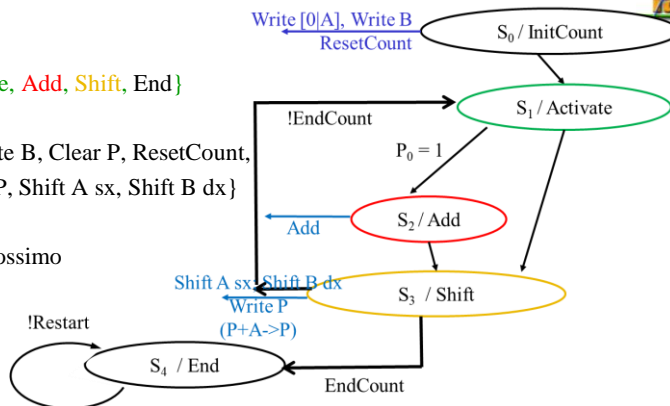 Write [0|A], Write B
ResetCount
S0 / InitCount
e, Add, Shift, End}
S1 / Activate
!EndCount
te B, Clear P, ResetCount,
P0 = 1
P, Shift A sx, Shift B dx}
S2 / Add
Add
ossimo
Shift A sx, Shift B dx
S3 / Shift
Write P
(P+A->P)
!Restart
S4 / End
EndCount